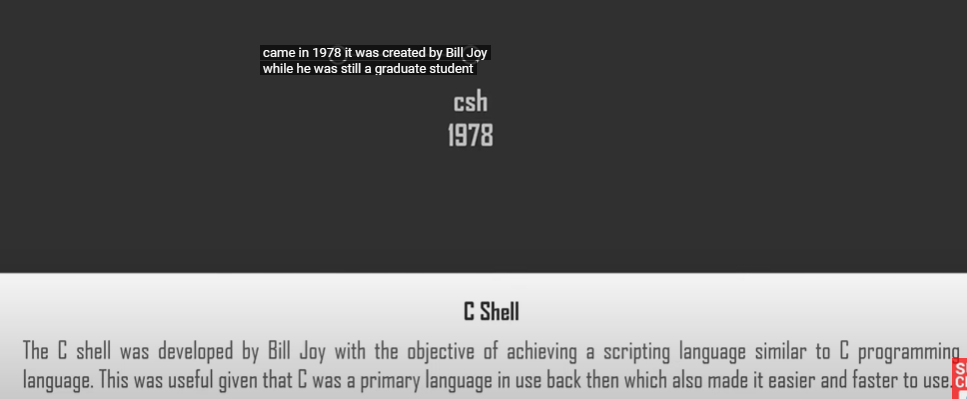 came in 1978 it was created by Bill Joy
while he was still a graduate student
csh
1978
C Shell
The C shell was developed by Bill Joy with the objective of achieving a scripting language similar to C programming
language. This was useful given that C was a primary language in use back then which also made it easier and faster to use.